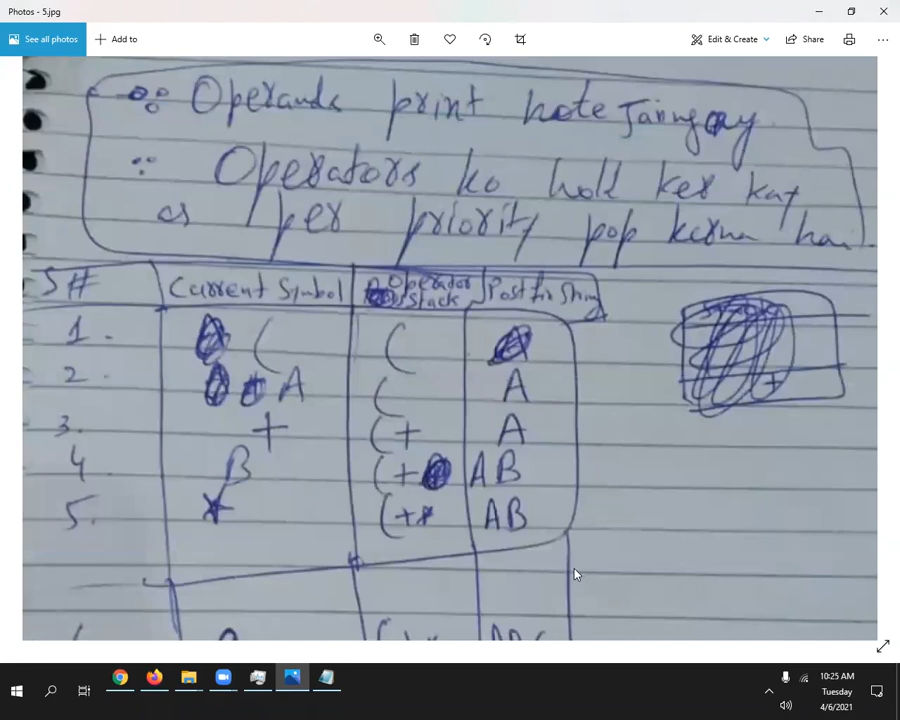 Photos - 5.jpg
See all photos
Add to
Edit & Create
Share
Operands print hote Jaingay
Operators ko hold ker kay
as per priority pop kerna hai
S# Current Symbol Operator Stack Postfix String
1. ( (
2. A ( A
3. + (+ A
4 B (+ AB
5. * (+* AB
10:25 AM
Tuesday
4/6/2021